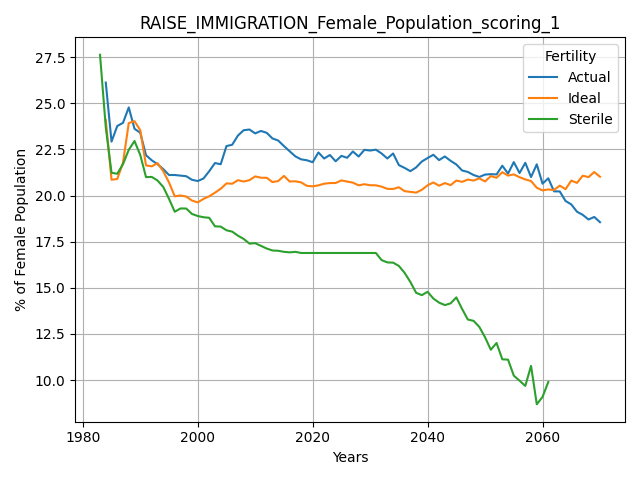 RAISE_IMMIGRATION_Female_Population_scoring_1
Fertility
Actual
Ideal
Sterile
% of Female Population
27.5
25.0
22.5
20.0
17.5
15.0
12.5
10.0
1980
2000
2020
2040
2060
Years